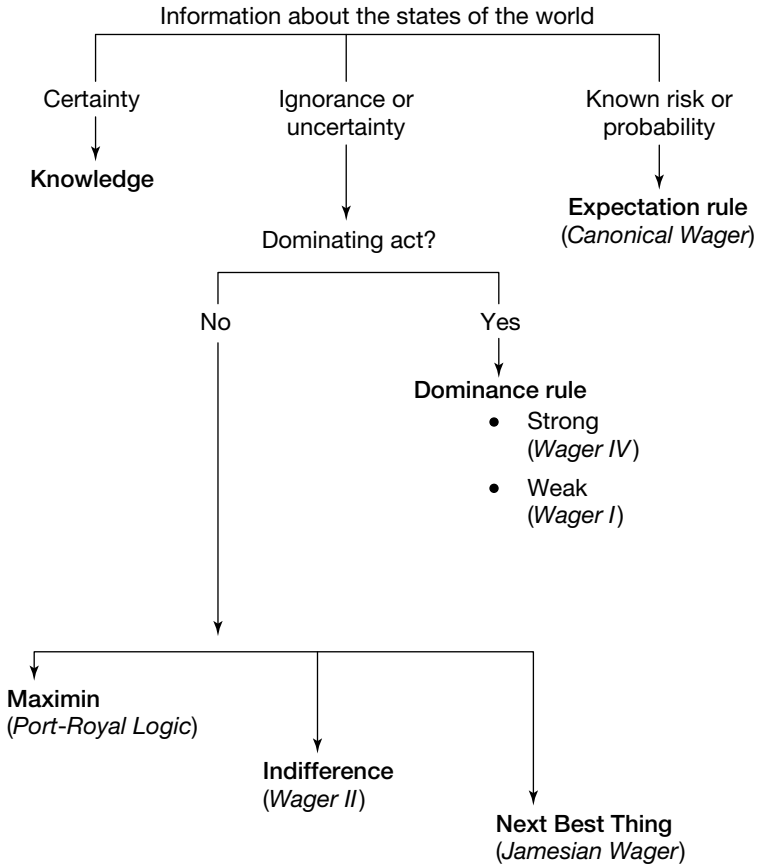 Information about the states of the world
Certainty
Knowledge
Ignorance or
uncertainty
Known risk or
probability
Expectation rule
(Canonical Wager)
Dominating act?
No
Yes
Dominance rule
• Strong
(Wager IV)
• Weak
(Wager I)
Maximin
(Port-Royal Logic)
Indifference
(Wager II)
Next Best Thing
(Jamesian Wager)